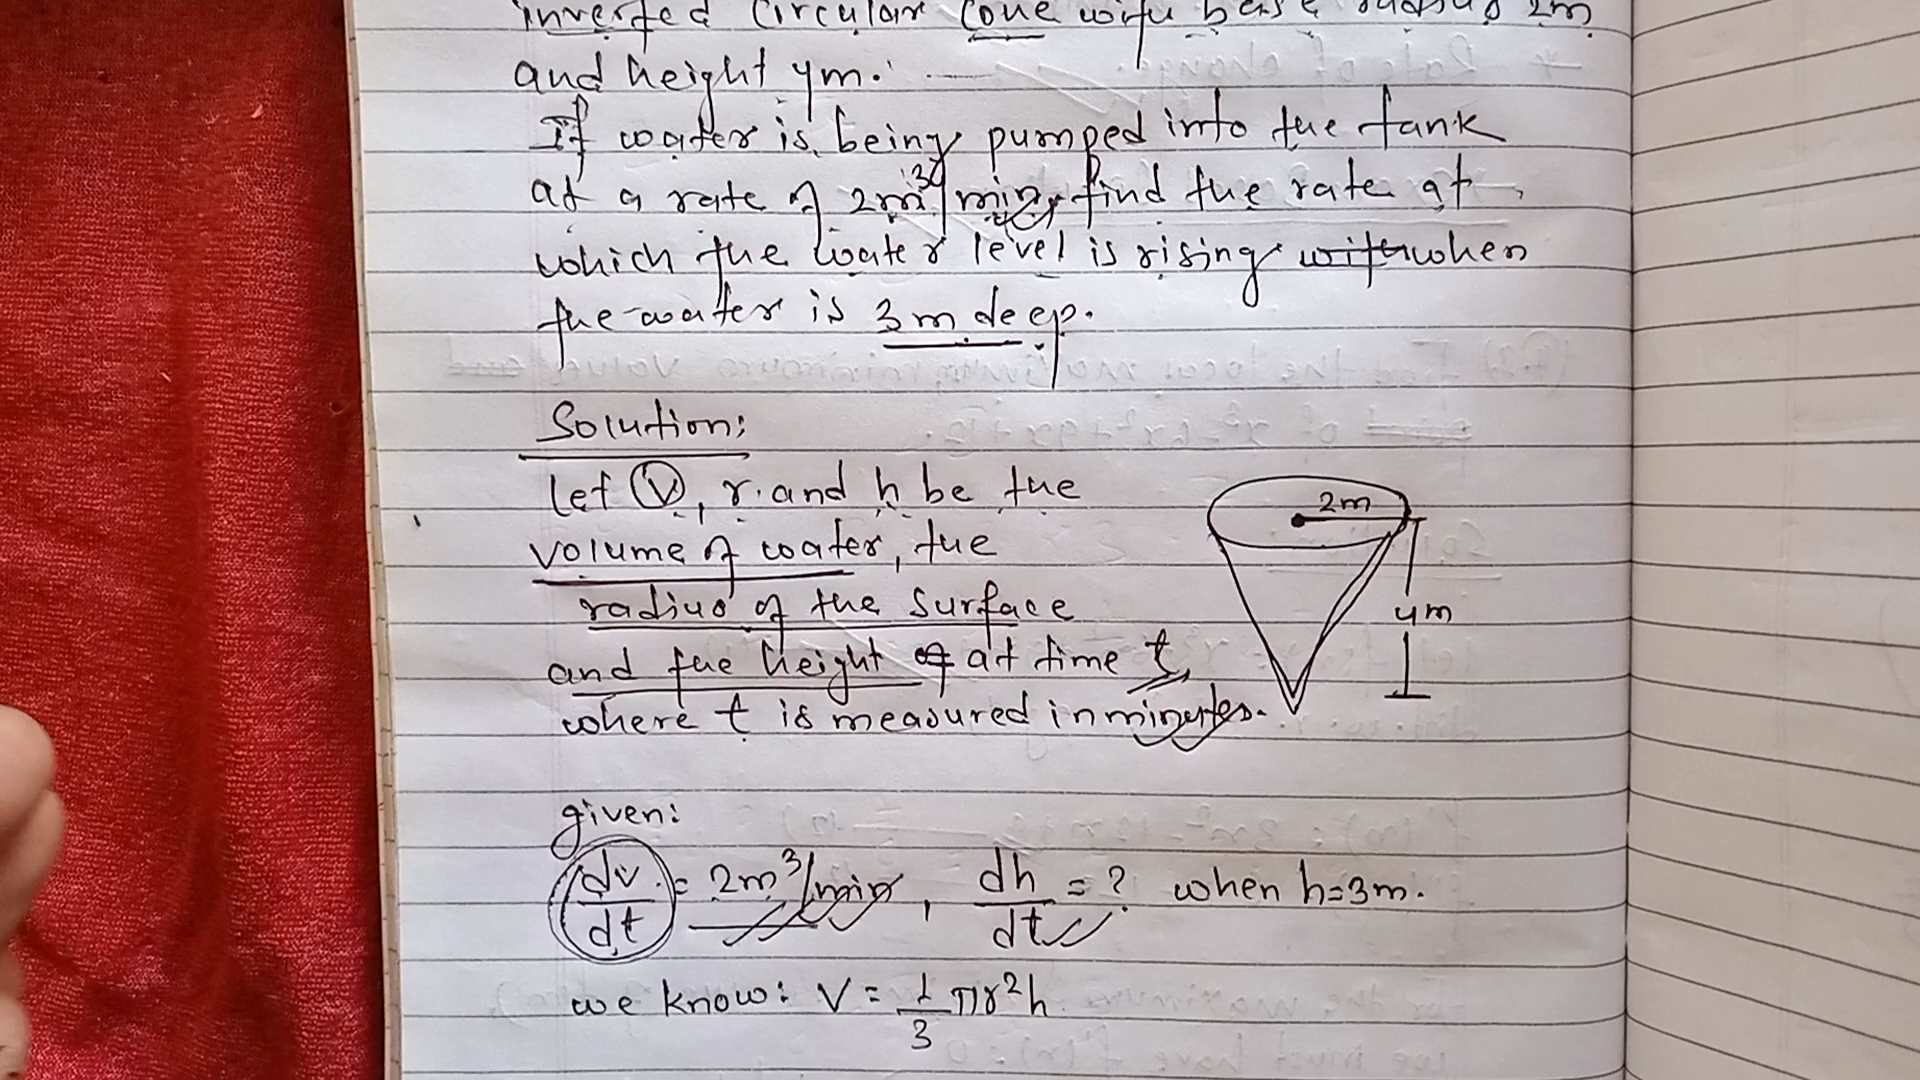 inverted circular cone with base radius 2m
and height 4m.
If water is being pumped into the tank
at a rate of 2m³/min, find the rate at
which the water level is rising with when
the water is 3m deep.
Solution:
Let V, r and h be the
volume of water, the
radius of the surface
and the height of at time t,
where t is measured in minutes.
2m
4m
given:
dv/dt = 2m³/min, dh/dt = ? when h=3m.
we know: V = 1/3 πr²h